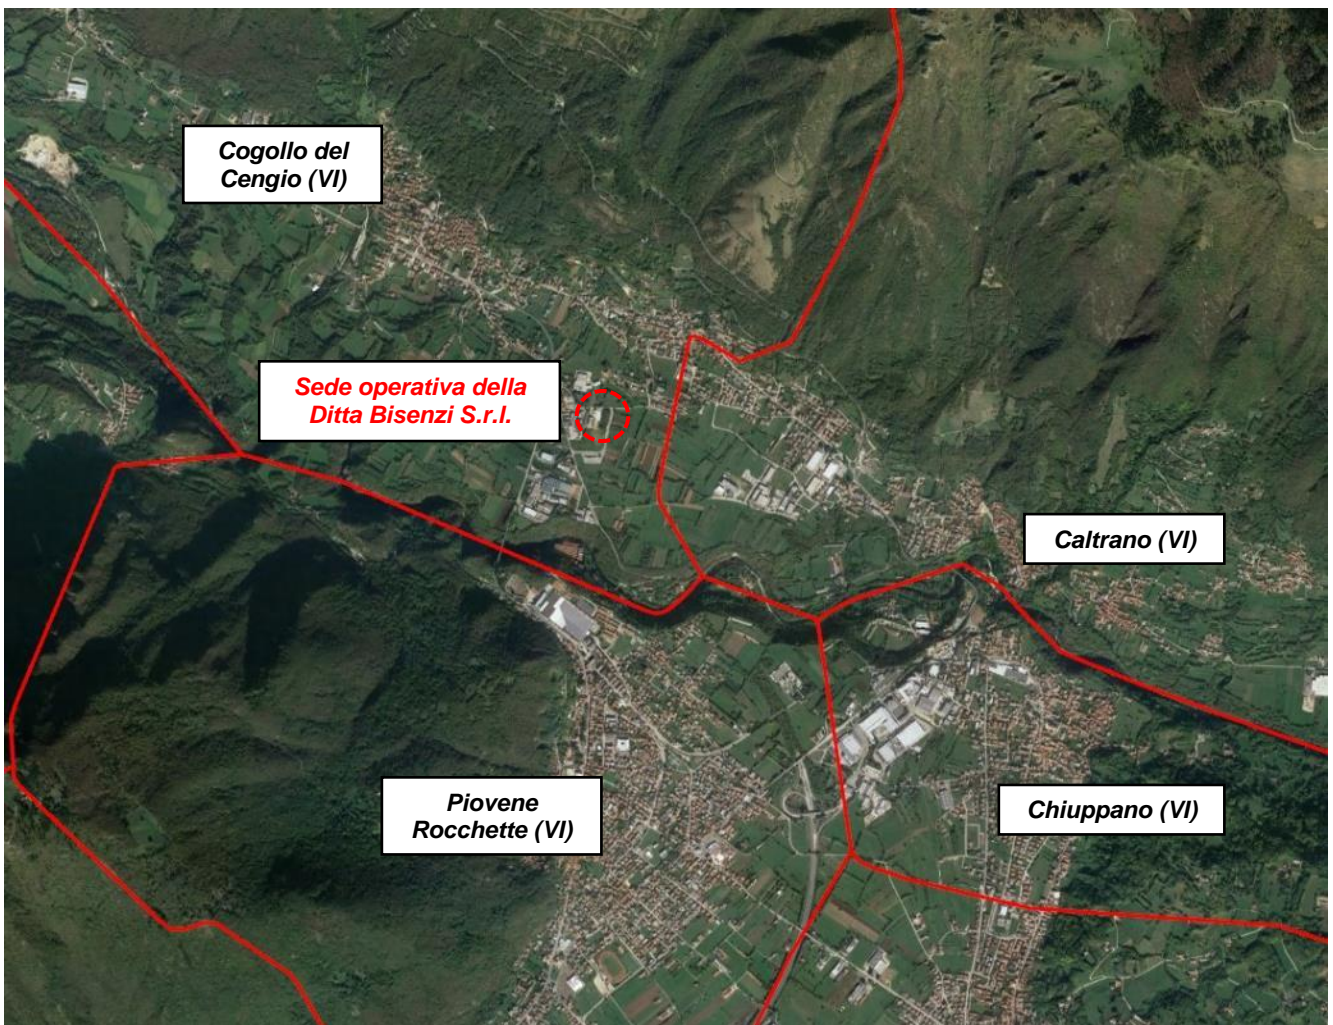 Cogollo del
Cengio (VI)
Sede operativa della
Ditta Bisenzi S.r.l.
Caltrano (VI)
Piovene
Rocchette (VI)
Chiuppano (VI)